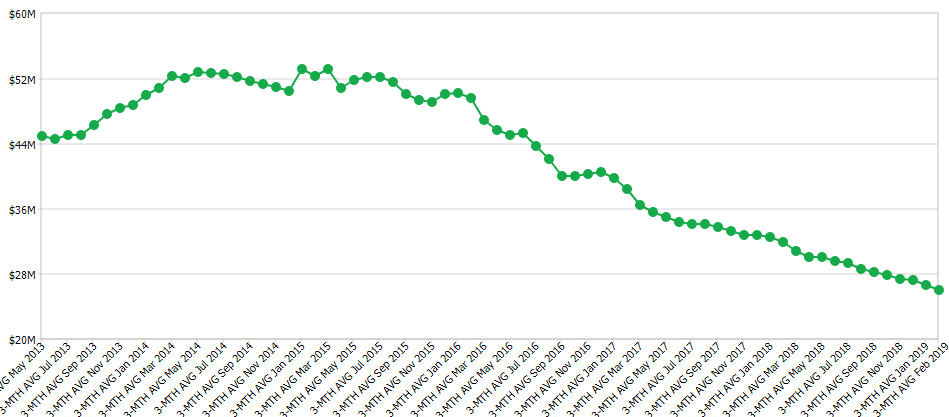 $60M
$52M
$44M
$36M
$28M
$20M
AVG May 2013
3-MTH AVG Jul 2013
3-MTH AVG Sep 2013
3-MTH AVG Nov 2013
3-MTH AVG Jan 2014
3-MTH AVG Mar 2014
3-MTH AVG May 2014
3-MTH AVG Jul 2014
3-MTH AVG Sep 2014
3-MTH AVG Nov 2014
3-MTH AVG Jan 2015
3-MTH AVG Mar 2015
3-MTH AVG May 2015
3-MTH AVG Jul 2015
3-MTH AVG Sep 2015
3-MTH AVG Nov 2015
3-MTH AVG Jan 2016
3-MTH AVG Mar 2016
3-MTH AVG May 2016
3-MTH AVG Jul 2016
3-MTH AVG Sep 2016
3-MTH AVG Nov 2016
3-MTH AVG Jan 2017
3-MTH AVG Mar 2017
3-MTH AVG May 2017
3-MTH AVG Jul 2017
3-MTH AVG Sep 2017
3-MTH AVG Nov 2017
3-MTH AVG Jan 2018
3-MTH AVG Mar 2018
3-MTH AVG May 2018
3-MTH AVG Jul 2018
3-MTH AVG Sep 2018
3-MTH AVG Nov 2018
3-MTH AVG Jan 2019
3-MTH AVG Feb 2019